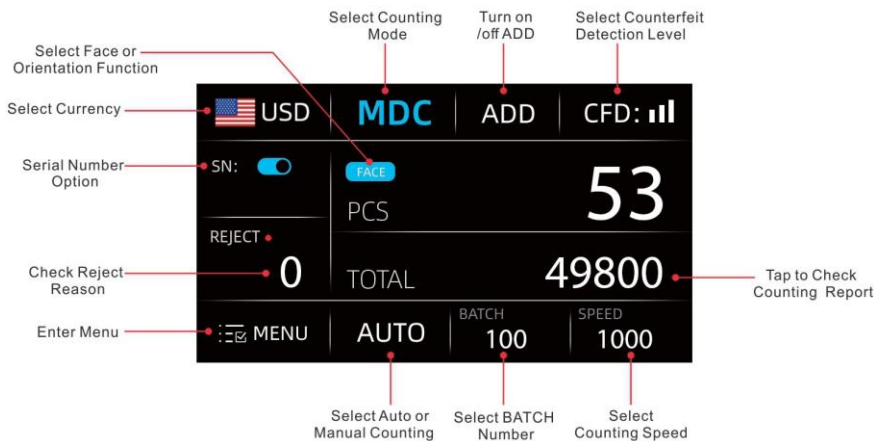 Select Counting
Mode
Turn on
/off ADD
Select Counterfeit
Detection Level
Select Face or
Orientation Function
Select Currency
USD
MDC
ADD
CFD:
Serial Number
Option
SN:
FACE
PCS
53
REJECT
0
Check Reject
Reason
TOTAL
49800
Tap to Check
Counting Report
Enter Menu
MENU
AUTO
BATCH
100
SPEED
1000
Select Auto or
Manual Counting
Select BATCH
Number
Select
Counting Speed